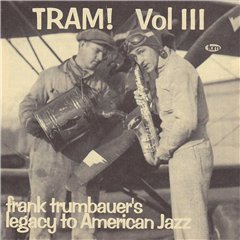 TRAM! Vol III
frank trumbauer's
legacy to American Jazz